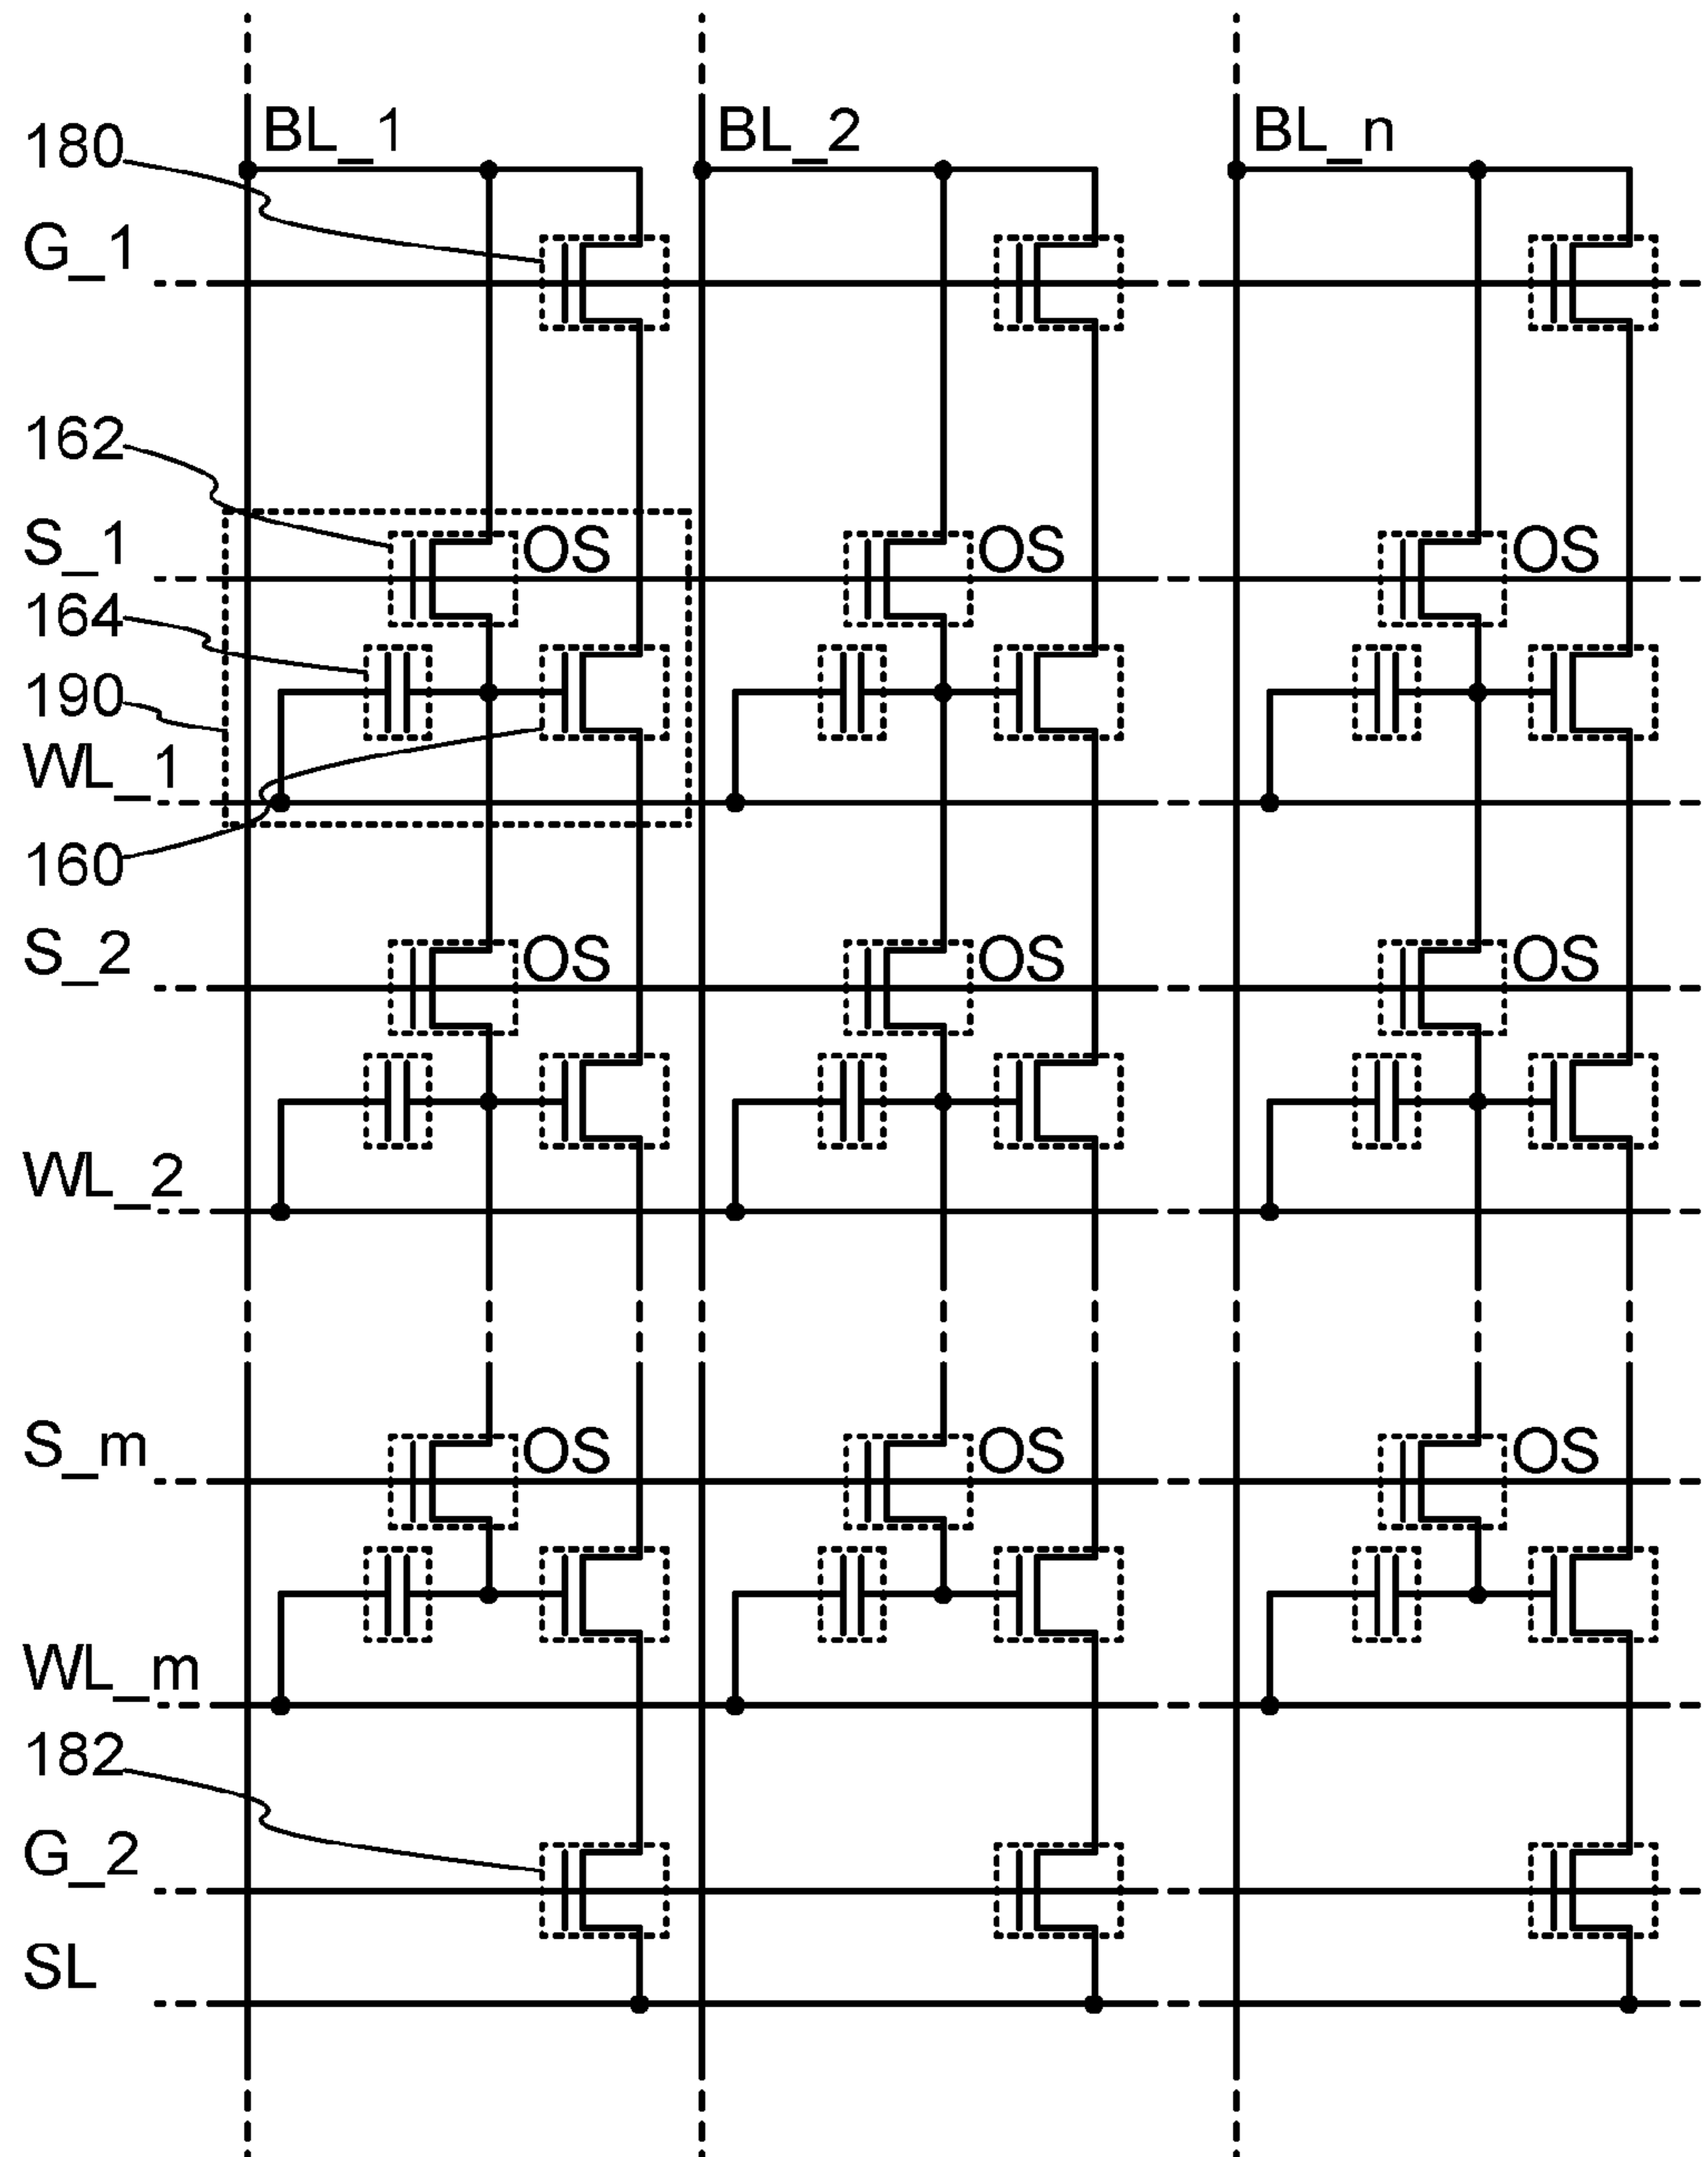 BL_1 BL_2 BL_n
180
G_1
162
S_1 OS OS OS
164
190
WL_1
160
S_2 OS OS OS
WL_2
S_m OS OS OS
WL_m
182
G_2
SL